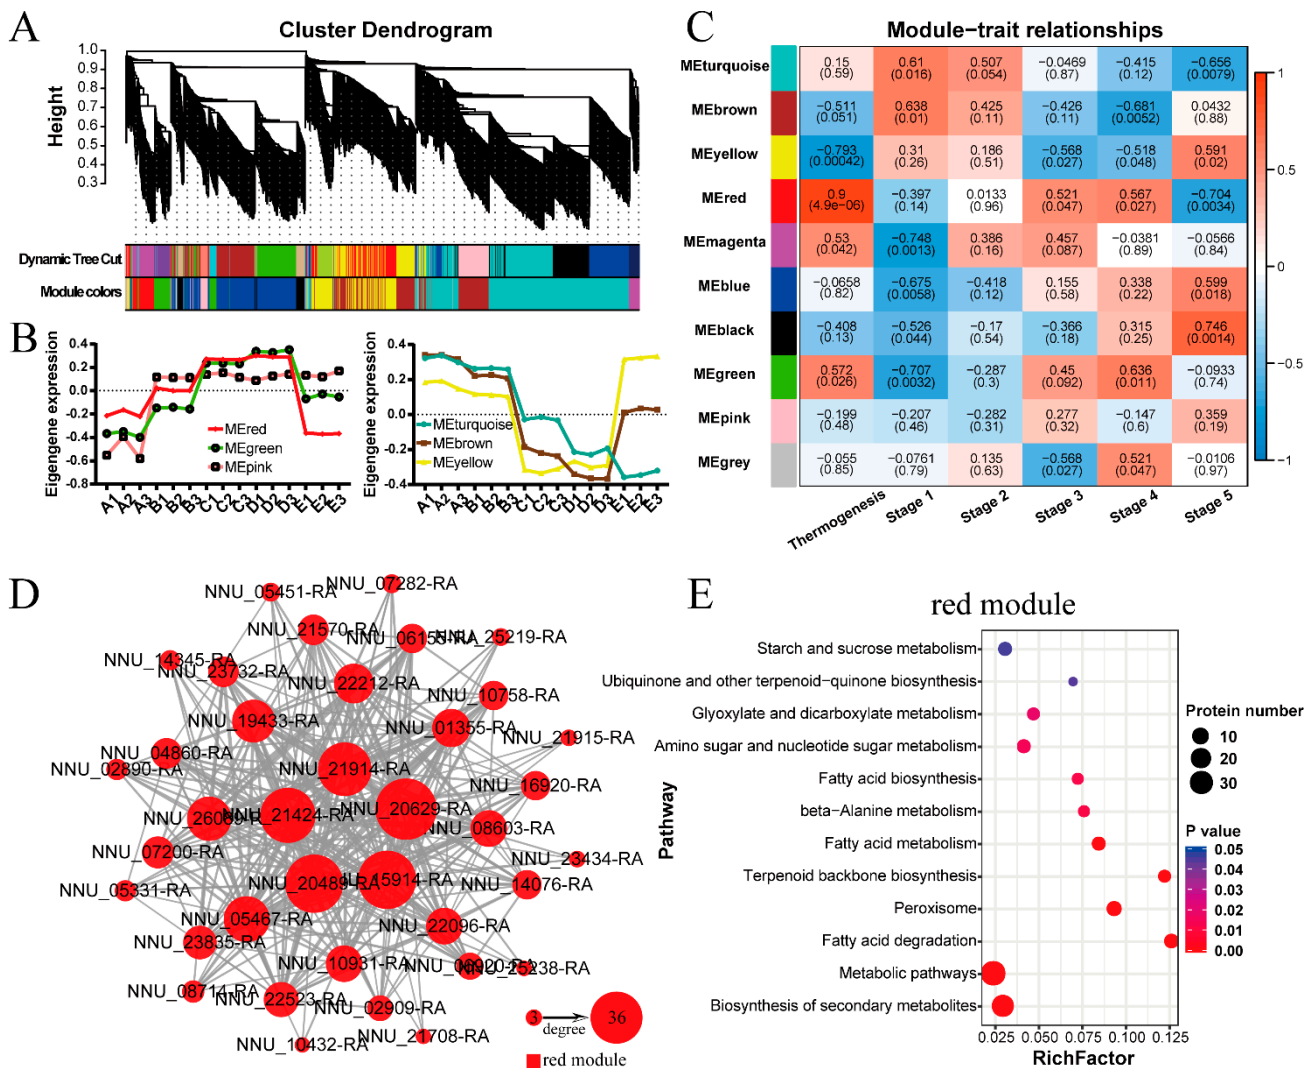 A
Cluster Dendrogram
Height
1.0
0.9
0.8
0.7
0.6
0.5
0.4
0.3
Dynamic Tree Cut
Module colors
B
Eigengene expression
0.4
0.2
0.0
-0.2
-0.4
-0.6
-0.8
MEred
MEgreen
MEpink
A1 A2 A3 B1 B2 B3 C1 C2 C3 D1 D2 D3 E1 E2 E3
Eigengene expression
0.4
0.2
0.0
-0.2
-0.4
MEturquoise
MEbrown
MEyellow
A1 A2 A3 B1 B2 B3 C1 C2 C3 D1 D2 D3 E1 E2 E3
C
Module−trait relationships
MEturquoise 0.15 0.61 0.507 −0.0469 −0.415 −0.656
(0.59) (0.016) (0.054) (0.87) (0.12) (0.0079)
MEbrown −0.511 0.638 0.425 −0.426 −0.681 0.0432
(0.051) (0.01) (0.11) (0.11) (0.0052) (0.88)
MEyellow −0.793 0.31 0.186 −0.568 −0.518 0.591
(0.00042) (0.26) (0.51) (0.027) (0.048) (0.02)
MEred 0.9 −0.397 0.0133 0.521 0.567 −0.704
(4.9e−06) (0.14) (0.96) (0.047) (0.027) (0.0034)
MEmagenta 0.53 −0.748 0.386 0.457 −0.0381 −0.0566
(0.042) (0.0013) (0.16) (0.087) (0.89) (0.84)
MEblue −0.0658 −0.675 −0.418 0.155 0.338 0.599
(0.82) (0.0058) (0.12) (0.58) (0.22) (0.018)
MEblack −0.408 −0.526 −0.17 −0.366 0.315 0.746
(0.13) (0.044) (0.54) (0.18) (0.25) (0.0014)
MEgreen 0.572 −0.707 −0.287 0.45 0.636 −0.0933
(0.026) (0.0032) (0.3) (0.092) (0.011) (0.74)
MEpink −0.199 −0.207 −0.282 0.277 −0.147 0.359
(0.48) (0.46) (0.31) (0.32) (0.6) (0.19)
MEgrey −0.055 −0.0761 0.135 −0.568 0.521 −0.0106
(0.85) (0.79) (0.63) (0.027) (0.047) (0.97)
Thermogenesis Stage 1 Stage 2 Stage 3 Stage 4 Stage 5
1
0.5
0
−0.5
−1
D
NNU_07282-RA
NNU_05451-RA
NNU_21570-RA
NNU_06155-RA
NNU_25219-RA
NNU_14345-RA
NNU_23732-RA
NNU_22212-RA
NNU_10758-RA
NNU_19433-RA
NNU_01355-RA
NNU_21915-RA
NNU_04860-RA
NNU_02890-RA
NNU_21914-RA
NNU_16920-RA
NNU_21424-RA
NNU_20629-RA
NNU_08603-RA
NNU_07200-RA
NNU_23434-RA
NNU_20489-RA
15914-RA
NNU_14076-RA
NNU_05331-RA
NNU_05467-RA
NNU_22096-RA
NNU_23835-RA
NNU_10931-RA
25238-RA
NNU_08714-RA
NNU_22523-RA
NNU_02909-RA
NNU_21708-RA
NNU_10432-RA
3
degree
36
red module
E
red module
Pathway
Starch and sucrose metabolism
Ubiquinone and other terpenoid−quinone biosynthesis
Glyoxylate and dicarboxylate metabolism
Amino sugar and nucleotide sugar metabolism
Fatty acid biosynthesis
beta−Alanine metabolism
Fatty acid metabolism
Terpenoid backbone biosynthesis
Peroxisome
Fatty acid degradation
Metabolic pathways
Biosynthesis of secondary metabolites
0.025 0.050 0.075 0.100 0.125
RichFactor
Protein number
10
20
30
P value
0.05
0.04
0.03
0.02
0.01
0.00